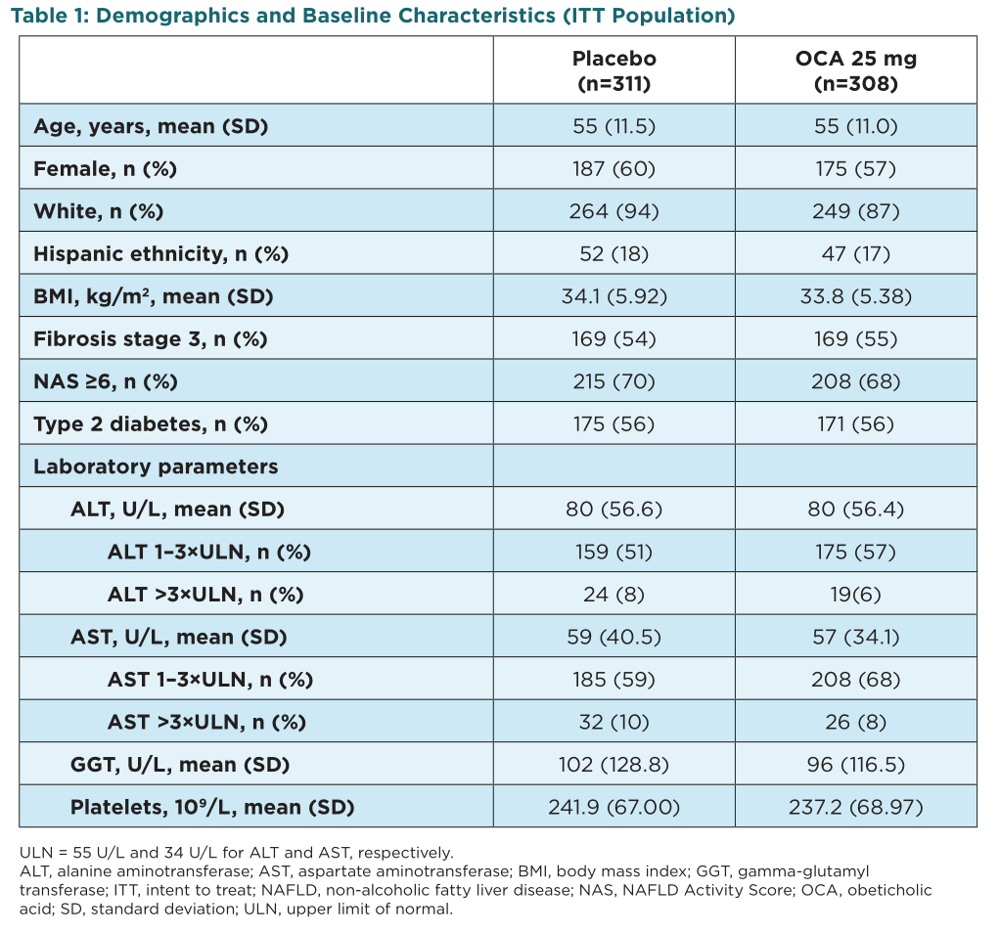 Table 1: Demographics and Baseline Characteristics (ITT Population)
Placebo (n=311) OCA 25 mg (n=308)
Age, years, mean (SD) 55 (11.5) 55 (11.0)
Female, n (%) 187 (60) 175 (57)
White, n (%) 264 (94) 249 (87)
Hispanic ethnicity, n (%) 52 (18) 47 (17)
BMI, kg/m², mean (SD) 34.1 (5.92) 33.8 (5.38)
Fibrosis stage 3, n (%) 169 (54) 169 (55)
NAS ≥6, n (%) 215 (70) 208 (68)
Type 2 diabetes, n (%) 175 (56) 171 (56)
Laboratory parameters
ALT, U/L, mean (SD) 80 (56.6) 80 (56.4)
ALT 1–3×ULN, n (%) 159 (51) 175 (57)
ALT >3×ULN, n (%) 24 (8) 19(6)
AST, U/L, mean (SD) 59 (40.5) 57 (34.1)
AST 1–3×ULN, n (%) 185 (59) 208 (68)
AST >3×ULN, n (%) 32 (10) 26 (8)
GGT, U/L, mean (SD) 102 (128.8) 96 (116.5)
Platelets, 10⁹/L, mean (SD) 241.9 (67.00) 237.2 (68.97)
ULN = 55 U/L and 34 U/L for ALT and AST, respectively.
ALT, alanine aminotransferase; AST, aspartate aminotransferase; BMI, body mass index; GGT, gamma-glutamyl
transferase; ITT, intent to treat; NAFLD, non-alcoholic fatty liver disease; NAS, NAFLD Activity Score; OCA, obeticholic
acid; SD, standard deviation; ULN, upper limit of normal.